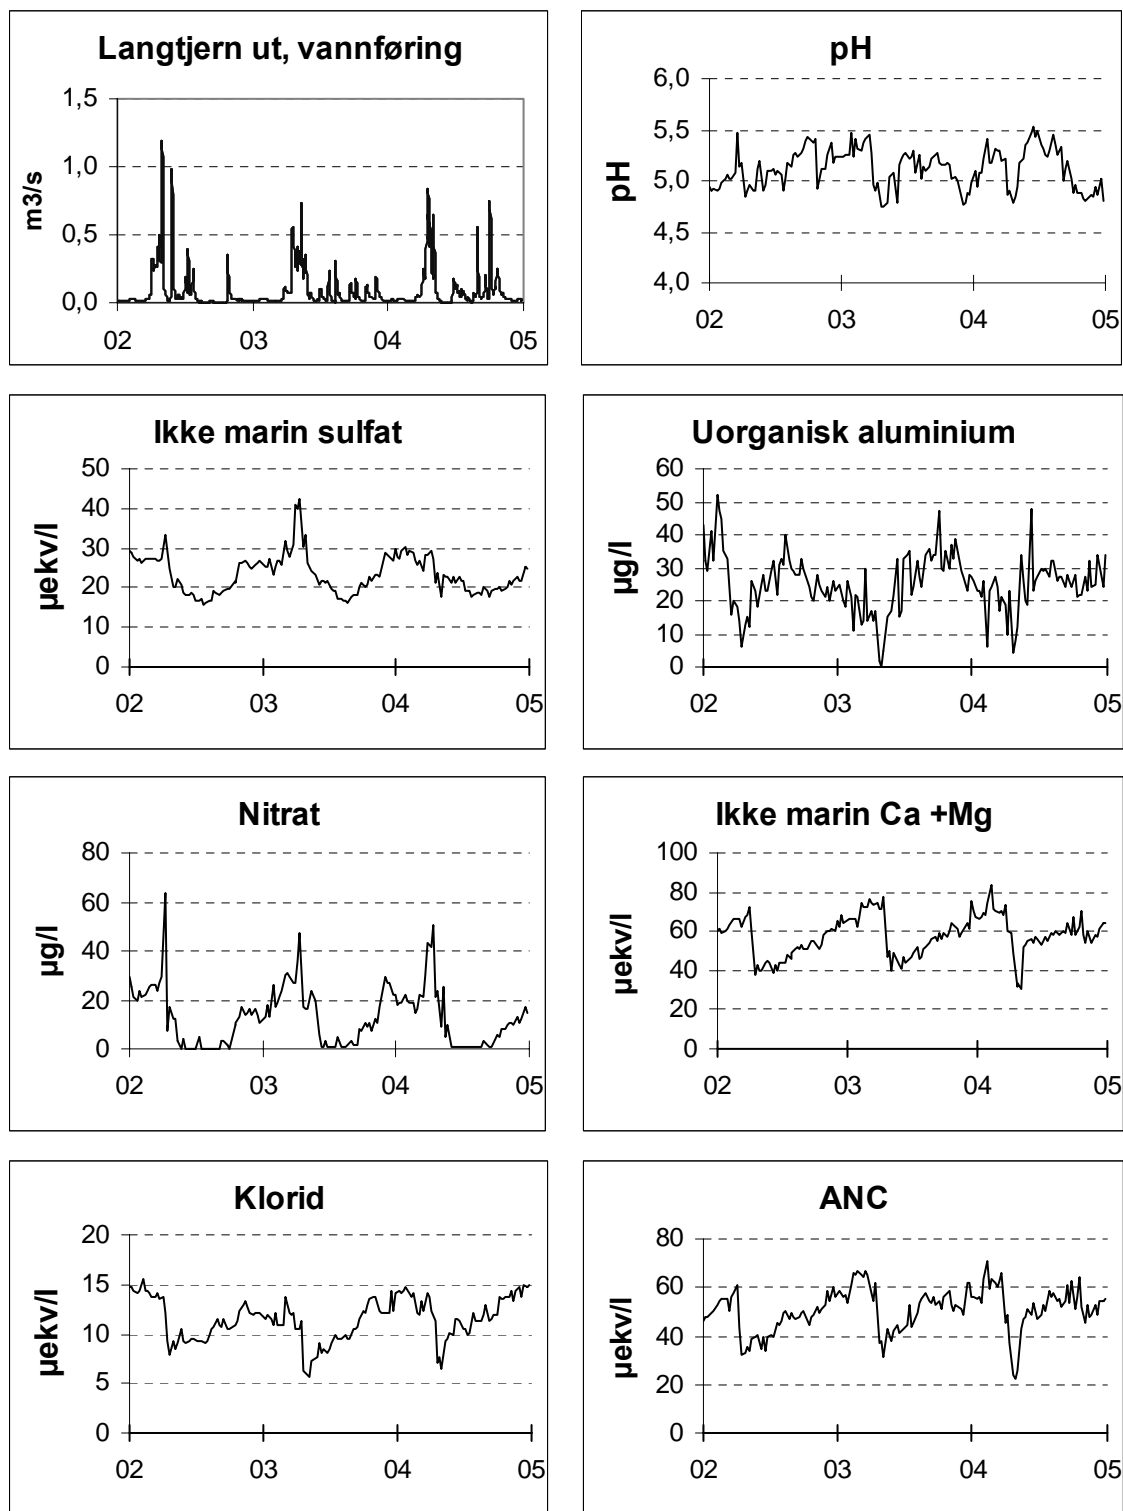 Langtjern ut, vannføring
m3/s
1,5
1,0
0,5
0,0
02 03 04 05
pH
pH
6,0
5,5
5,0
4,5
4,0
02 03 04 05
Ikke marin sulfat
µekv/l
50
40
30
20
10
0
02 03 04 05
Uorganisk aluminium
µg/l
60
50
40
30
20
10
0
02 03 04 05
Nitrat
µg/l
80
60
40
20
0
02 03 04 05
Ikke marin Ca +Mg
µekv/l
100
80
60
40
20
0
02 03 04 05
Klorid
µekv/l
20
15
10
5
0
02 03 04 05
ANC
µekv/l
80
60
40
20
0
02 03 04 05